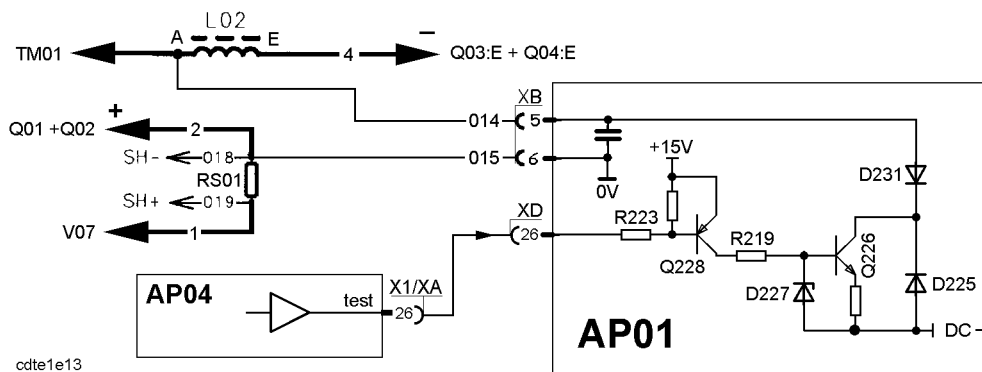 L02
A E
TM01 4 – Q03:E + Q04:E
XB
014 5
+
Q01 +Q02 2
SH- 018 015 6
+15V
RS01 0V D231
SH+ 019
XD R223
V07 1 26 R219 Q226
Q228
X1/XA D227 D225
AP04 test 26
AP01 DC -
cdte1e13